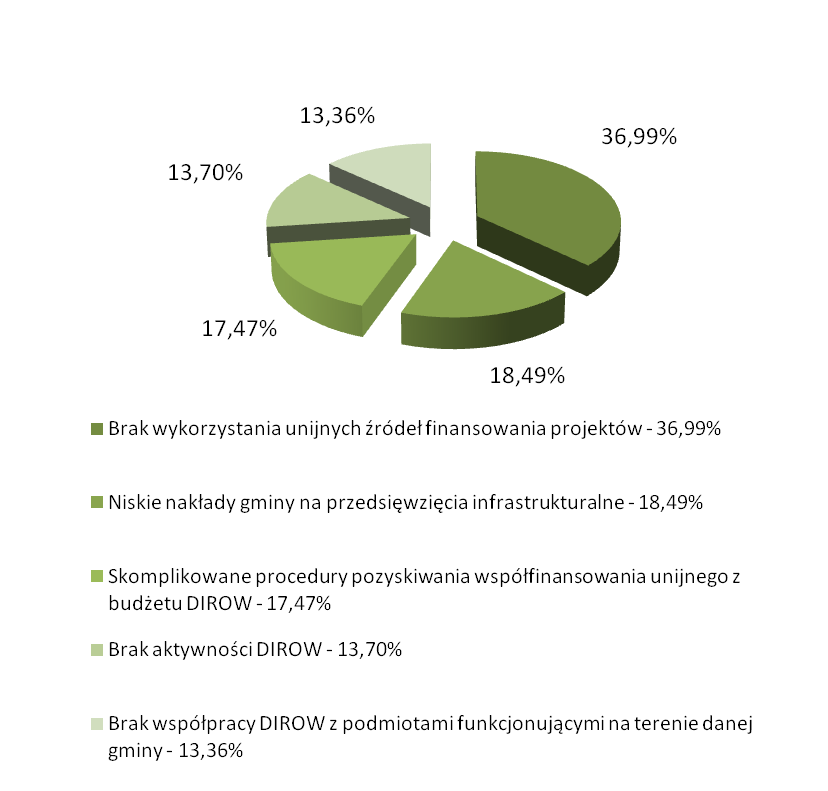 13,36%
36,99%
13,70%
17,47%
18,49%
Brak wykorzystania unijnych źródeł finansowania projektów - 36,99%
Niskie nakłady gminy na przedsięwzięcia infrastrukturalne - 18,49%
Skomplikowane procedury pozyskiwania współfinansowania unijnego z
budżetu DIROW - 17,47%
Brak aktywności DIROW - 13,70%
Brak współpracy DIROW z podmiotami funkcjonującymi na terenie danej
gminy - 13,36%